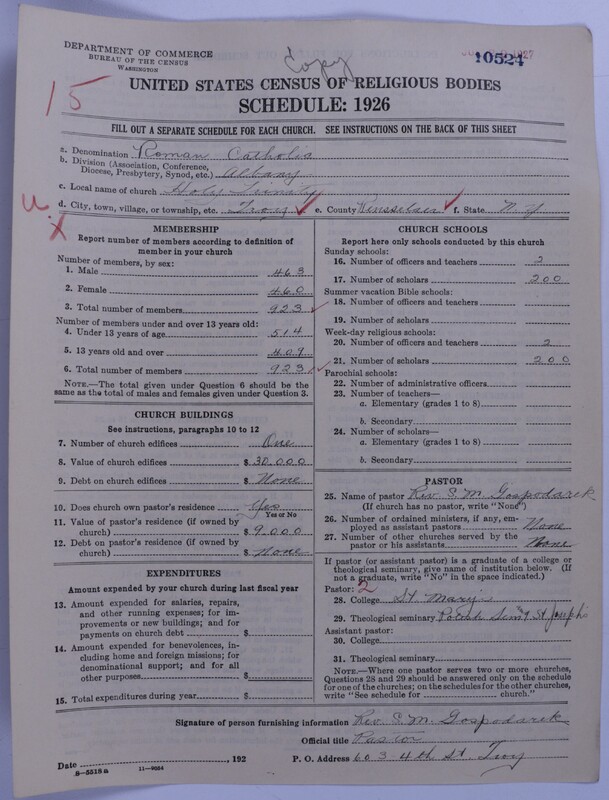 DEPARTMENT OF COMMERCE
BUREAU OF THE CENSUS
WASHINGTON
Copy
1927
10524
15
UNITED STATES CENSUS OF RELIGIOUS BODIES
SCHEDULE: 1926
FILL OUT A SEPARATE SCHEDULE FOR EACH CHURCH. SEE INSTRUCTIONS ON THE BACK OF THIS SHEET
a. Denomination Roman Catholic
b. Division (Association, Conference,
Diocese, Presbytery, Synod, etc.) Albany
c. Local name of church Holy Trinity
d. City, town, village, or township, etc. Troy e. County Rensselaer f. State N.Y.
u.
X
MEMBERSHIP
Report number of members according to definition of
member in your church
Number of members, by sex:
1. Male 463
2. Female 460
3. Total number of members 923
Number of members under and over 13 years old:
4. Under 13 years of age 514
5. 13 years old and over 409
6. Total number of members 923
NOTE.—The total given under Question 6 should be
same as the total of males and females given under Question 3.
CHURCH BUILDINGS
See instructions, paragraphs 10 to 12
7. Number of church edifices One
8. Value of church edifices $ 30.000
9. Debt on church edifices $ None
10. Does church own pastor's residence Yes
Yes or No
11. Value of pastor's residence (if owned by
church) $ 9.000
12. Debt on pastor's residence (if owned by
church) $ None
EXPENDITURES
Amount expended by your church during last fiscal year
13. Amount expended for salaries, repairs,
and other running expenses; for im-
provements or new buildings; and for
payments on church debt $
14. Amount expended for benevolences, in-
cluding home and foreign missions; for
denominational support; and for all
other purposes $
15. Total expenditures during year $
CHURCH SCHOOLS
Report here only schools conducted by this church
Sunday schools:
16. Number of officers and teachers 2
17. Number of scholars 200
Summer vacation Bible schools:
18. Number of officers and teachers
19. Number of scholars
Week-day religious schools:
20. Number of officers and teachers 2
21. Number of scholars 200
Parochial schools:
22. Number of administrative officers
23. Number of teachers—
a. Elementary (grades 1 to 8)
b. Secondary
24. Number of scholars—
a. Elementary (grades 1 to 8)
b. Secondary
PASTOR
25. Name of pastor Rev. S. M. Gospodarek
(If church has no pastor, write "None")
26. Number of ordained ministers, if any, em-
ployed as assistant pastors None
27. Number of other churches served by the
pastor or his assistants None
If pastor (or assistant pastor) is a graduate of a college or
theological seminary, give name of institution below. (If
not a graduate, write "No" in the space indicated.)
Pastor: 2
28. College St Mary's
29. Theological seminary Polish Sem & St Joseph's
Assistant pastor:
30. College
31. Theological seminary
NOTE.—Where one pastor serves two or more churches,
Questions 28 and 29 should be answered only on the schedule
for one of the churches; on the schedules for the other churches,
write "See schedule for church."
Signature of person furnishing information Rev. S. M. Gospodarek
Official title Pastor
Date , 192 P. O. Address 603 4th St. Troy
8-5518a 11-9664